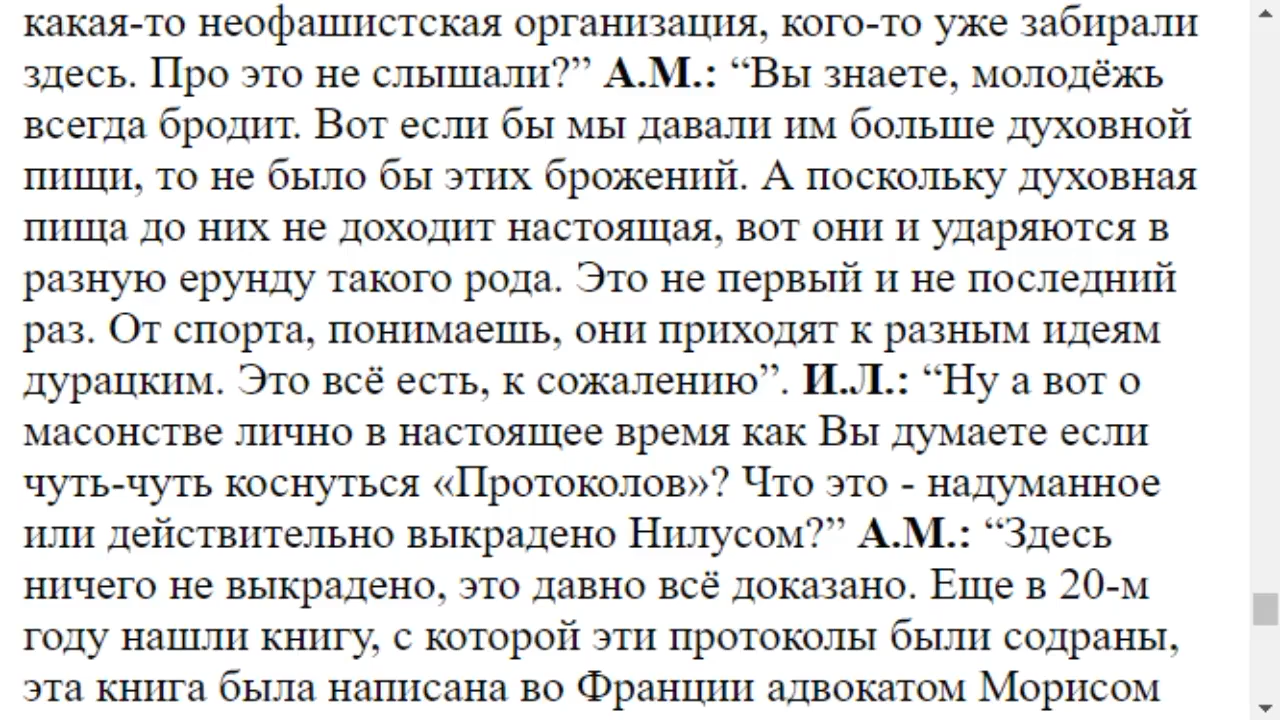 какая-то неофашистская организация, кого-то уже забирали
здесь. Про это не слышали?” А.М.: “Вы знаете, молодёжь
всегда бродит. Вот если бы мы давали им больше духовной
пищи, то не было бы этих брожений. А поскольку духовная
пища до них не доходит настоящая, вот они и ударяются в
разную ерунду такого рода. Это не первый и не последний
раз. От спорта, понимаешь, они приходят к разным идеям
дурацким. Это всё есть, к сожалению”. И.Л.: “Ну а вот о
масонстве лично в настоящее время как Вы думаете если
чуть-чуть коснуться «Протоколов»? Что это - надуманное
или действительно выкрадено Нилусом?” А.М.: “Здесь
ничего не выкрадено, это давно всё доказано. Еще в 20-м
году нашли книгу, с которой эти протоколы были содраны,
эта книга была написана во Франции адвокатом Морисом